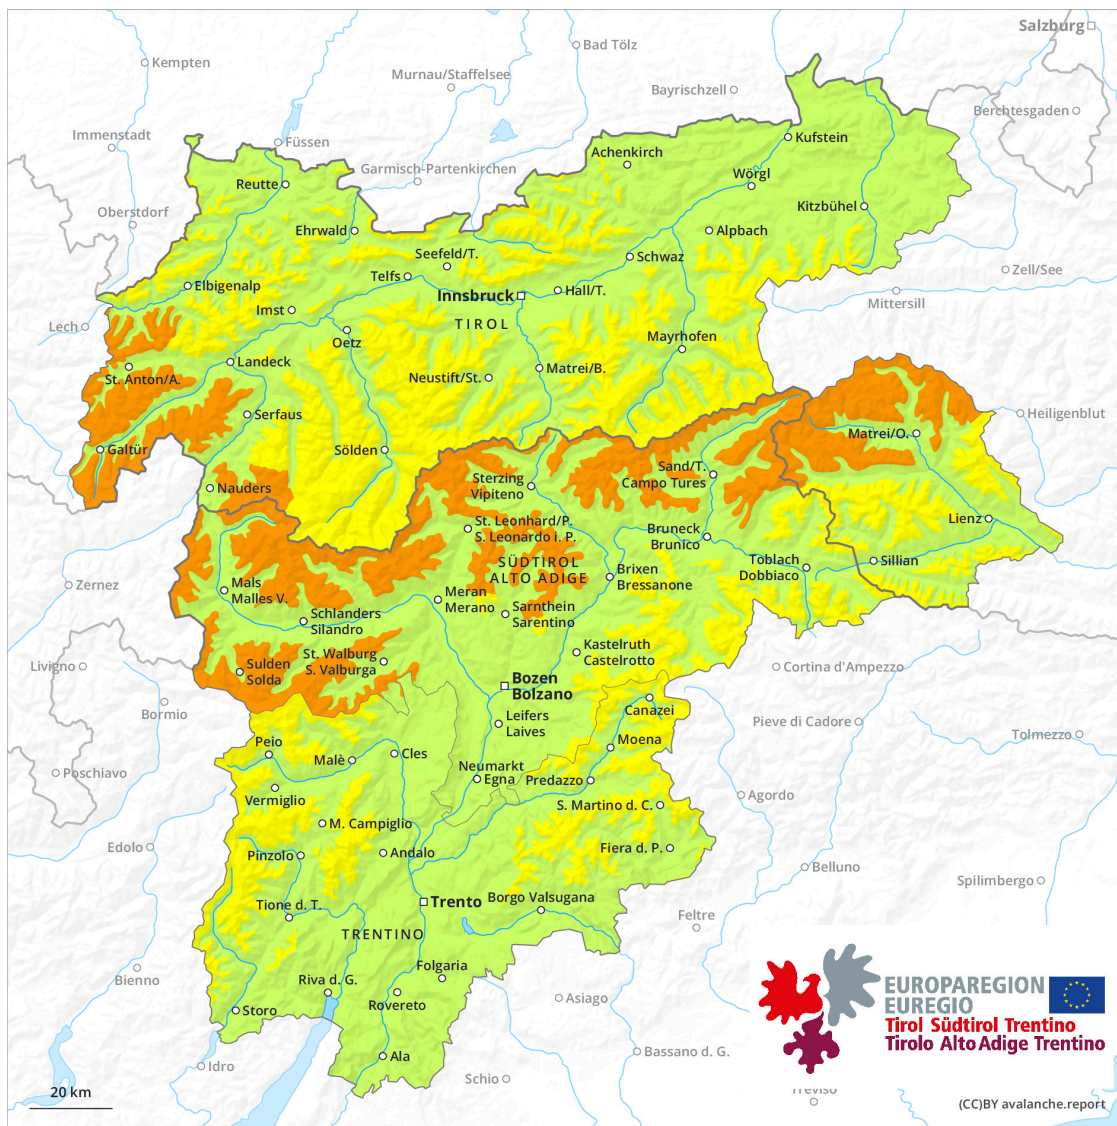 Salzburg
Bad Tölz
Kempten
Murnau/Staffelsee
Bayrischzell
Berchtesgaden
Immenstadt
Füssen
Kufstein
Achenkirch
Garmisch-Partenkirchen
Wörgl
Reutte
Oberstdorf
Kitzbühel
Ehrwald
Alpbach
Seefeld/T.
Schwaz
Zell/See
Telfs
Elbigenalp
Hall/T.
Innsbruck
Mittersill
Imst
TIROL
Lech
Oetz
Mayrhofen
Landeck
Matrei/B.
St. Anton/A.
Neustift/St.
Serfaus
Heiligenblut
Matrei/O.
Galtür
Sölden
Sand/T.
Campo Tures
Sterzing
Vipiteno
Nauders
St. Leonhard/P.
S. Leonardo i. P.
Lienz
Bruneck
Brunico
SÜDTIROL
ALTO ADIGE
Toblach
Dobbiaco
Sillian
Brixen
Bressanone
Zernez
Mals
Malles V.
Meran
Merano
Sarnthein
Sarentino
Schlanders
Silandro
Kastelruth
Castelrotto
St. Walburg
S. Valburga
Livigno
Sulden
Solda
Cortina d'Ampezzo
Bozen
Bolzano
Bormio
Canazei
Leifers
Laives
Pieve di Cadore
Tolmezzo
Moena
Peio
Cles
Malè
Neumarkt
Egna
Predazzo
Poschiavo
Vermiglio
Agordo
S. Martino d. C.
M. Campiglio
Edolo
Pinzolo
Andalo
Fiera d. P.
Belluno
Spilimbergo
Trento
Borgo Valsugana
Tione d. T.
Feltre
TRENTINO
Bienno
Folgaria
Riva d. G.
Rovereto
Asiago
Storo
EUROPAREGION
EUREGIO
Tirol Südtirol Trentino
Tirolo Alto Adige Trentino
Ala
Bassano d. G.
Idro
Schio
20 km
Treviso
(CC)BY avalanche.report